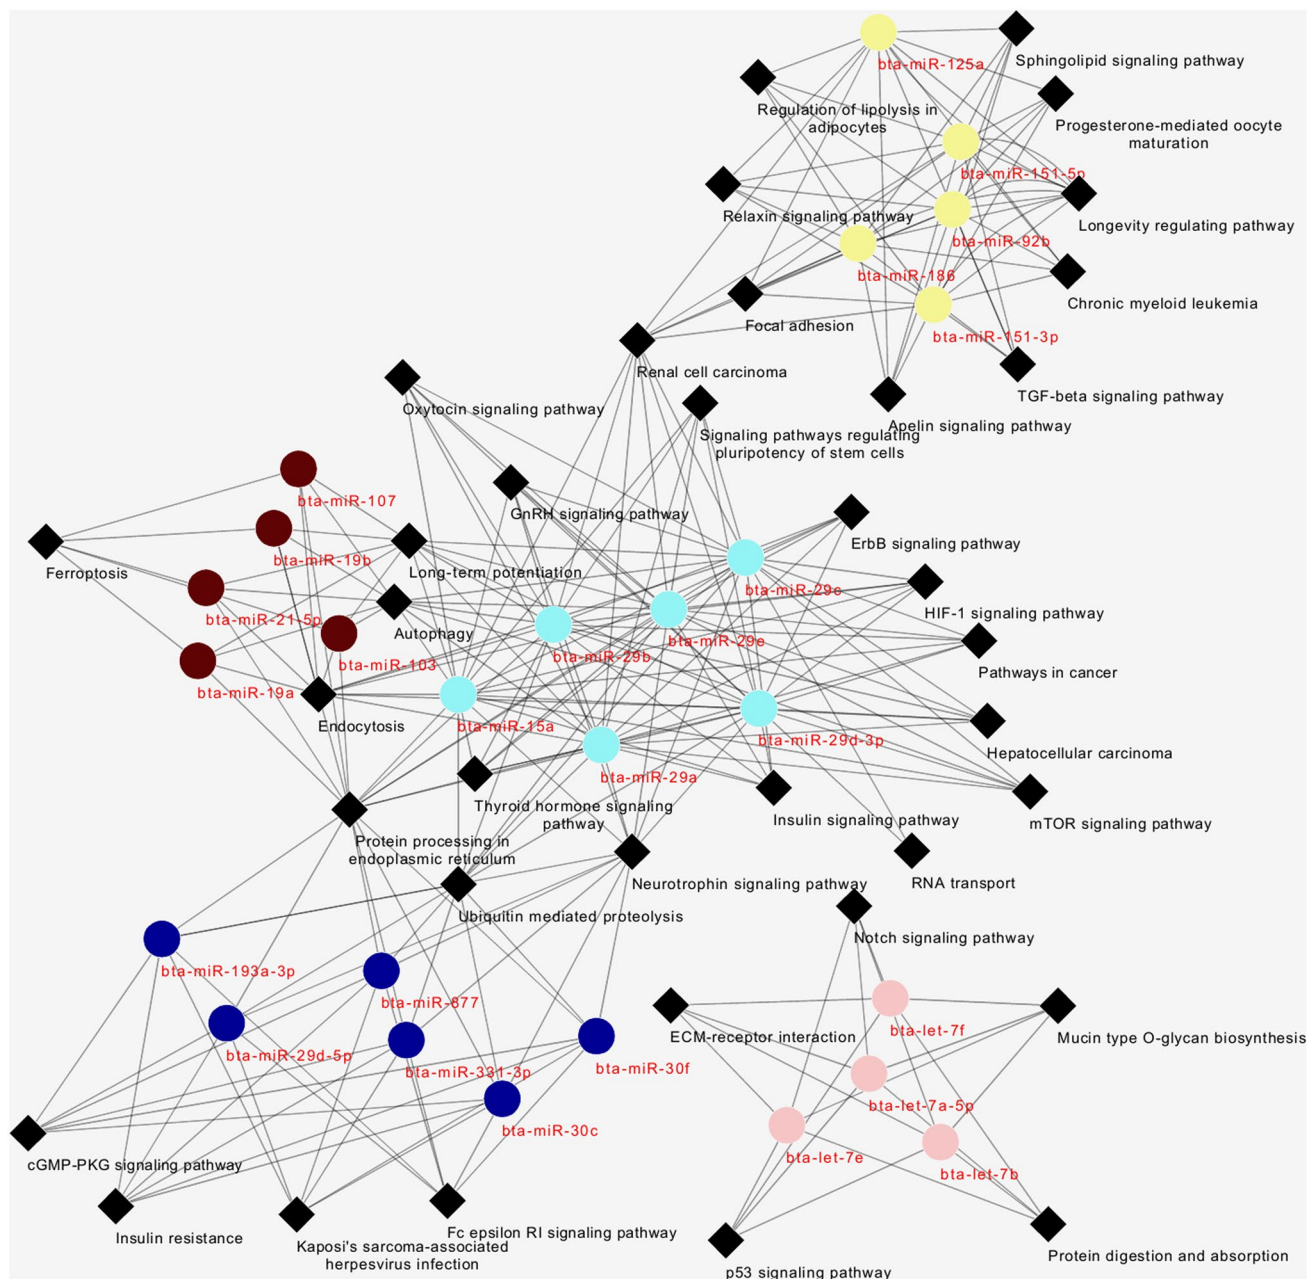 bta-miR-125a
Sphingolipid signaling pathway
Regulation of lipolysis in
adipocytes
Progesterone-mediated oocyte
maturation
bta-miR-151-5p
Relaxin signaling pathway
Longevity regulating pathway
bta-miR-92b
bta-miR-186
Chronic myeloid leukemia
Focal adhesion
bta-miR-151-3p
Renal cell carcinoma
TGF-beta signaling pathway
Oxytocin signaling pathway
Apelin signaling pathway
Signaling pathways regulating
pluripotency of stem cells
bta-miR-107
GnRH signaling pathway
ErbB signaling pathway
bta-miR-19b
Ferroptosis
Long-term potentiation
bta-miR-29c
HIF-1 signaling pathway
bta-miR-21-5p
Autophagy
bta-miR-29e
bta-miR-29b
bta-miR-103
Pathways in cancer
bta-miR-19a
Endocytosis
bta-miR-15a
bta-miR-29d-3p
Hepatocellular carcinoma
bta-miR-29a
Thyroid hormone signaling
pathway
Insulin signaling pathway
mTOR signaling pathway
Protein processing in
endoplasmic reticulum
Neurotrophin signaling pathway
RNA transport
Ubiquitin mediated proteolysis
Notch signaling pathway
bta-miR-193a-3p
bta-miR-877
bta-let-7f
ECM-receptor interaction
Mucin type O-glycan biosynthesis
bta-miR-29d-5p
bta-miR-331-3p
bta-miR-30f
bta-let-7a-5p
bta-miR-30c
bta-let-7e
cGMP-PKG signaling pathway
bta-let-7b
Insulin resistance
Fc epsilon RI signaling pathway
Kaposi's sarcoma-associated
herpesvirus infection
Protein digestion and absorption
p53 signaling pathway